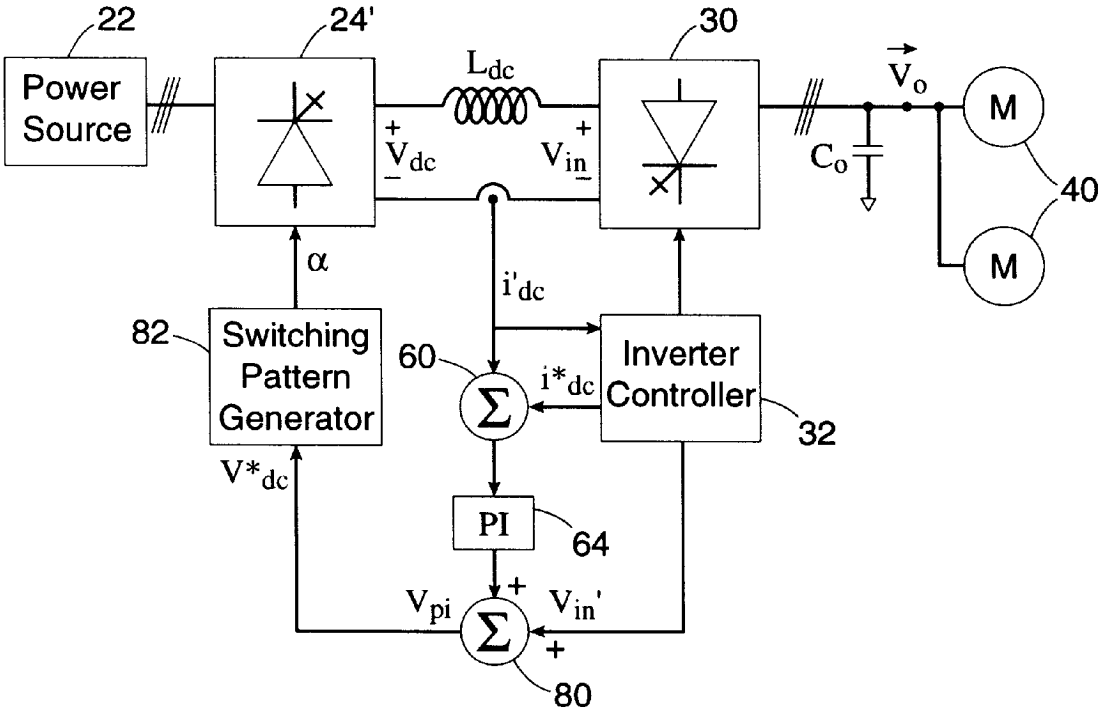 22
24'
30
Power
Source
L_dc
V_o
M
+
V_dc
–
+
V_in
–
C_o
40
M
α
i'_dc
82
Switching
Pattern
Generator
60
Σ
i*_dc
Inverter
Controller
32
V*_dc
PI
64
+
V_pi
Σ
V_in'
+
80